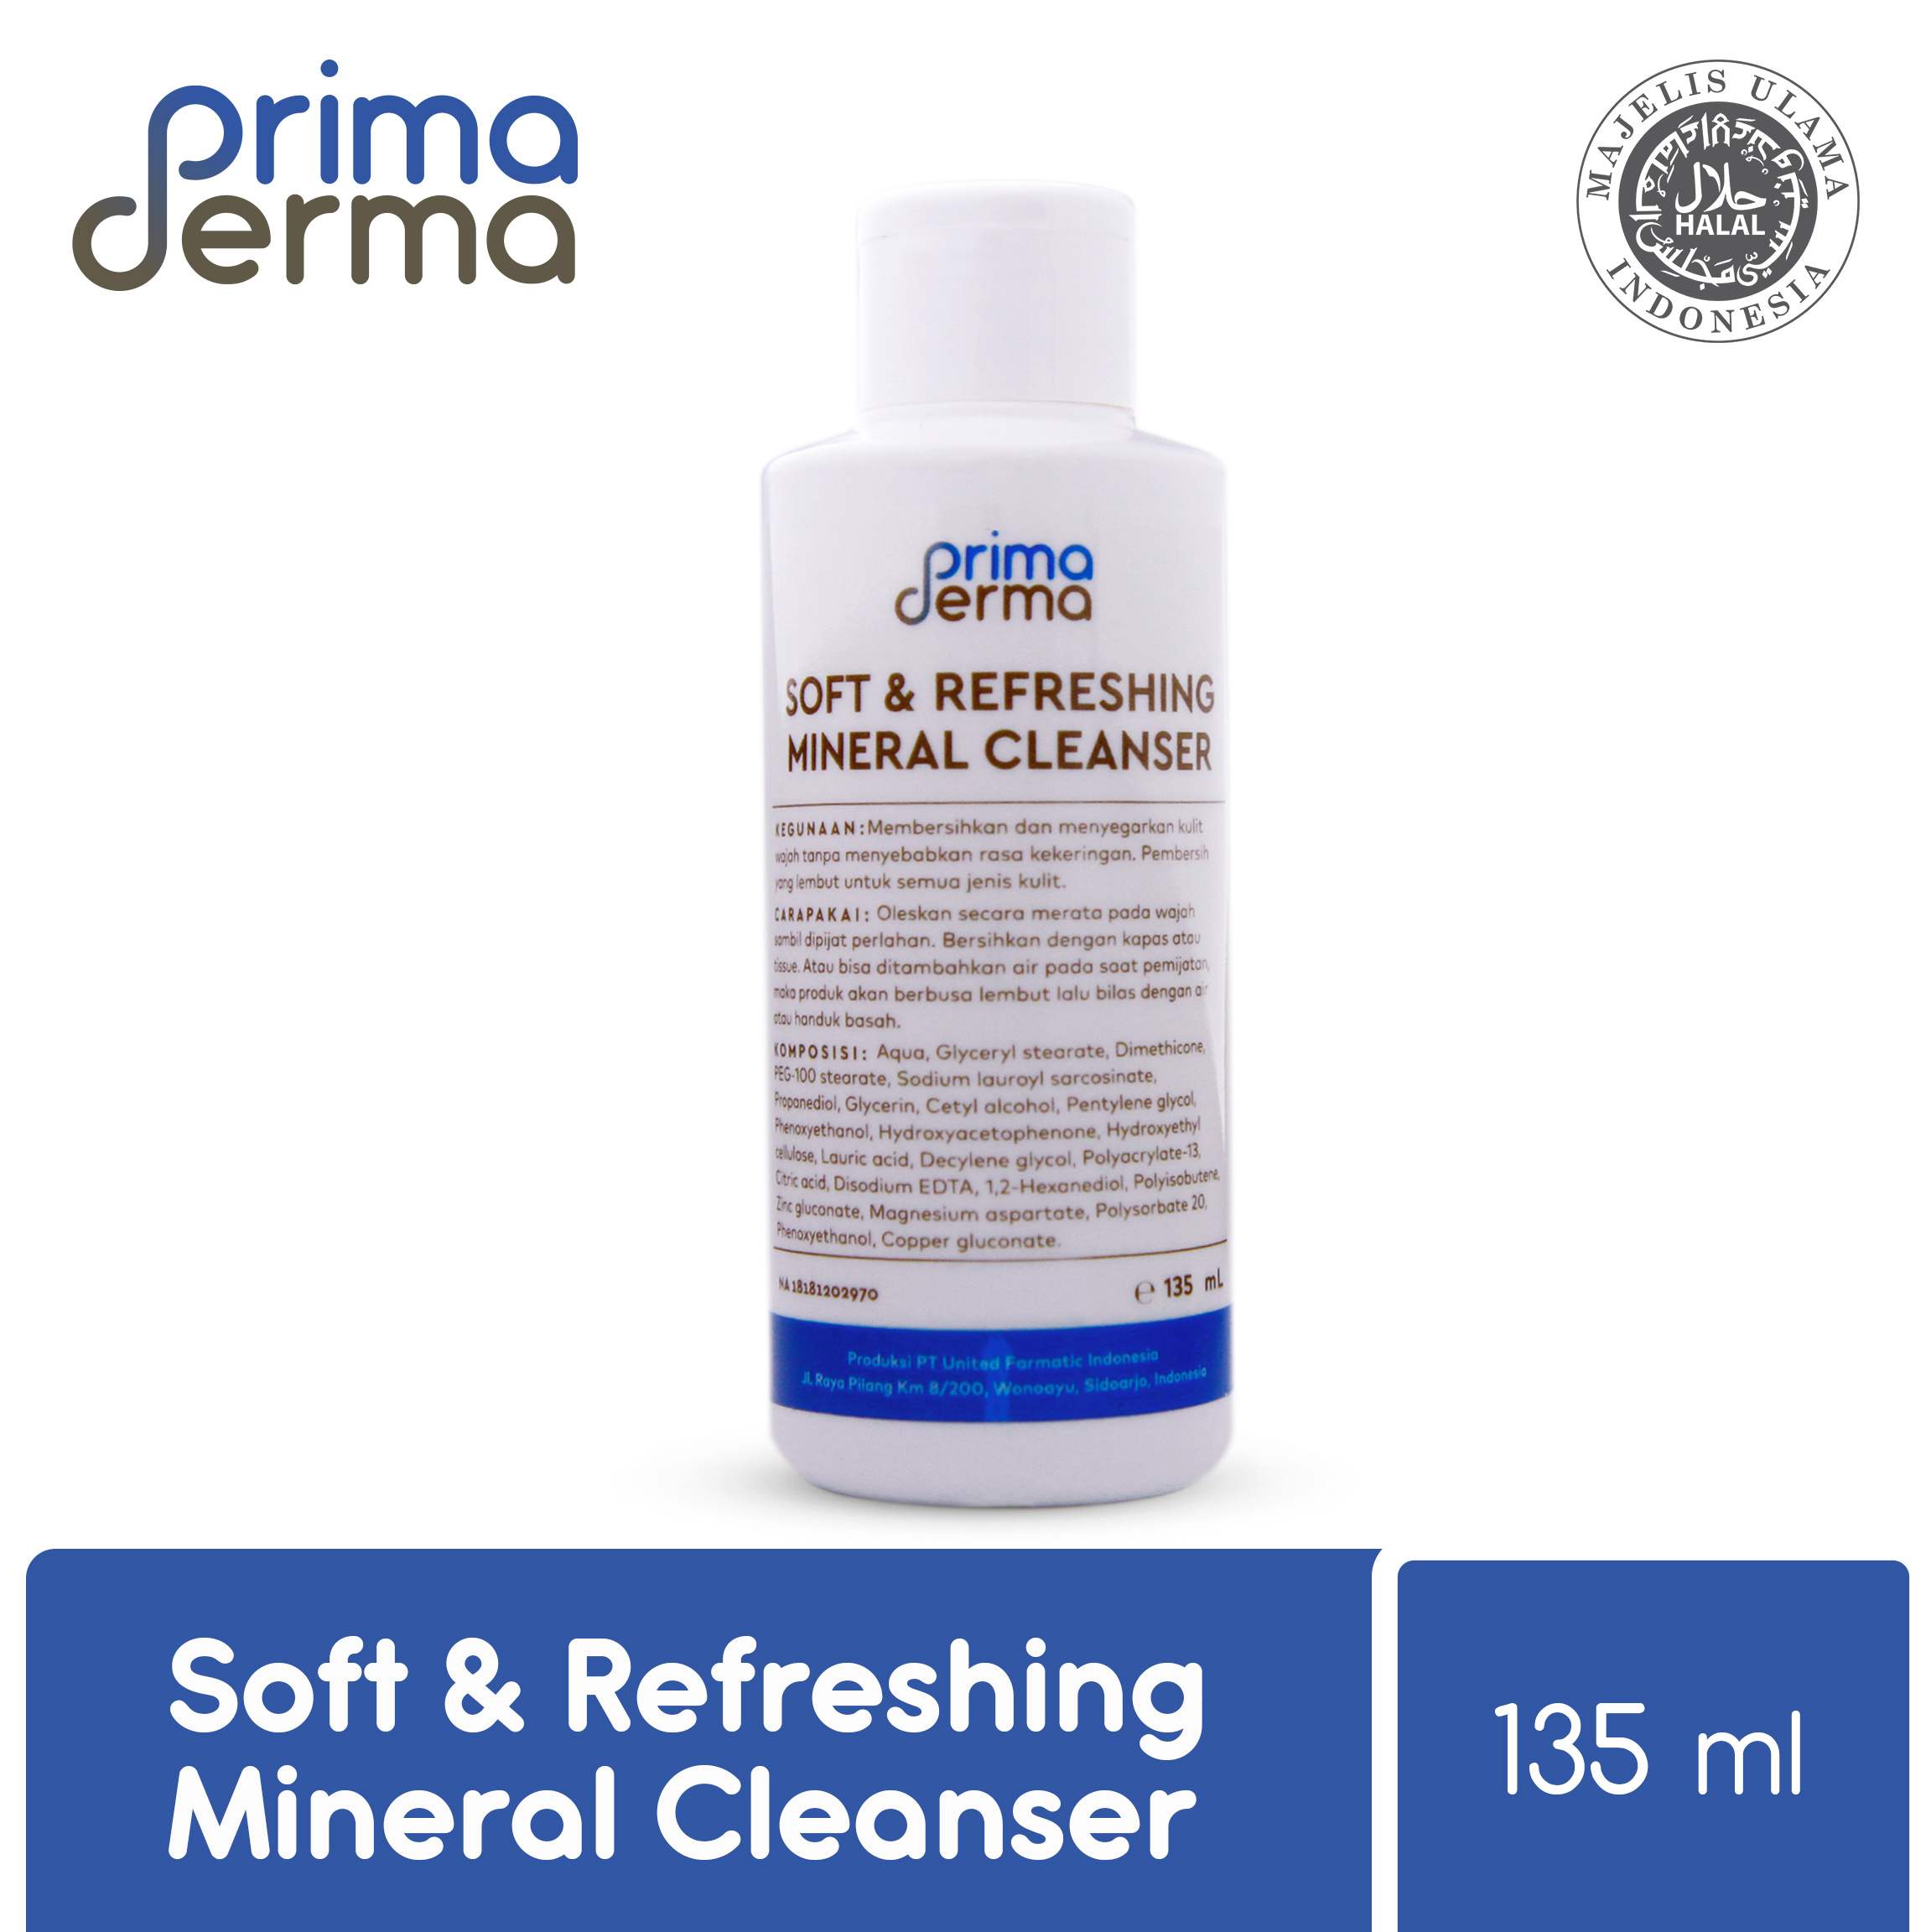 prima
derma
MAJELIS ULAMA
حلال
HALAL
INDONESIA
prima
derma
SOFT & REFRESHING
MINERAL CLEANSER
KEGUNAAN: Membersihkan dan menyegarkan kulit
wajah tanpa menyebabkan rasa kekeringan. Pembersih
yang lembut untuk semua jenis kulit.
CARAPAKAI: Oleskan secara merata pada wajah
sambil dipijat perlahan. Bersihkan dengan kapas atau
tissue. Atau bisa ditambahkan air pada saat pemijatan,
maka produk akan berbusa lembut lalu bilas dengan air
atau handuk basah.
KOMPOSISI: Aqua, Glyceryl stearate, Dimethicone,
PEG-100 stearate, Sodium lauroyl sarcosinate,
Propanediol, Glycerin, Cetyl alcohol, Pentylene glycol,
Phenoxyethanol, Hydroxyacetophenone, Hydroxyethyl
cellulose, Lauric acid, Decylene glycol, Polyacrylate-13,
Citric acid, Disodium EDTA, 1,2-Hexanediol, Polyisobutene,
Zinc gluconate, Magnesium aspartate, Polysorbate 20,
Phenoxyethanol, Copper gluconate.
NA 18181202970
℮ 135 mL
Produksi PT United Farmatic Indonesia
Jl. Raya Pilang Km 8/200, Wonoayu, Sidoarjo, Indonesia
Soft & Refreshing
Mineral Cleanser
135 ml